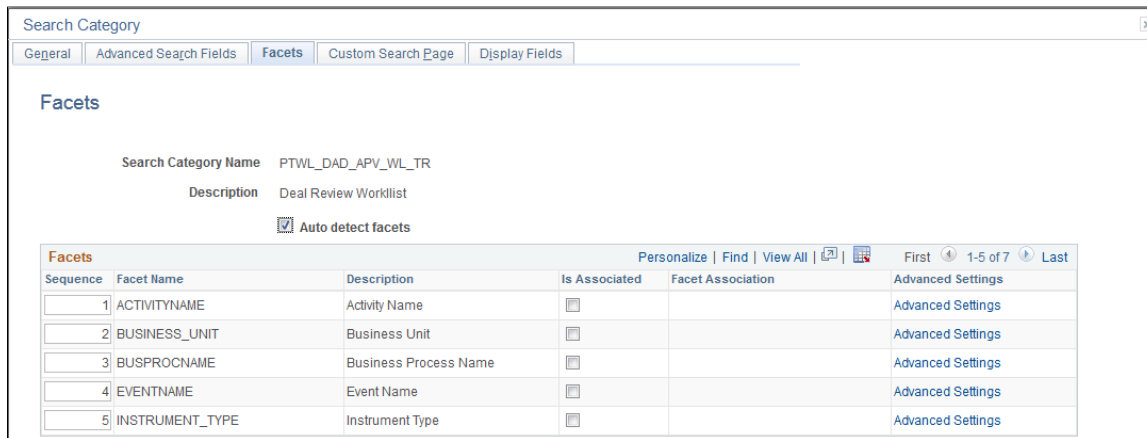 Search Category
General Advanced Search Fields Facets Custom Search Page Display Fields
Facets
Search Category Name PTWL_DAD_APV_WL_TR
Description Deal Review Workllist
Auto detect facets
Facets Personalize | Find | View All | | First 1-5 of 7 Last
Sequence Facet Name Description Is Associated Facet Association Advanced Settings
1 ACTIVITYNAME Activity Name Advanced Settings
2 BUSINESS_UNIT Business Unit Advanced Settings
3 BUSPROCNAME Business Process Name Advanced Settings
4 EVENTNAME Event Name Advanced Settings
5 INSTRUMENT_TYPE Instrument Type Advanced Settings